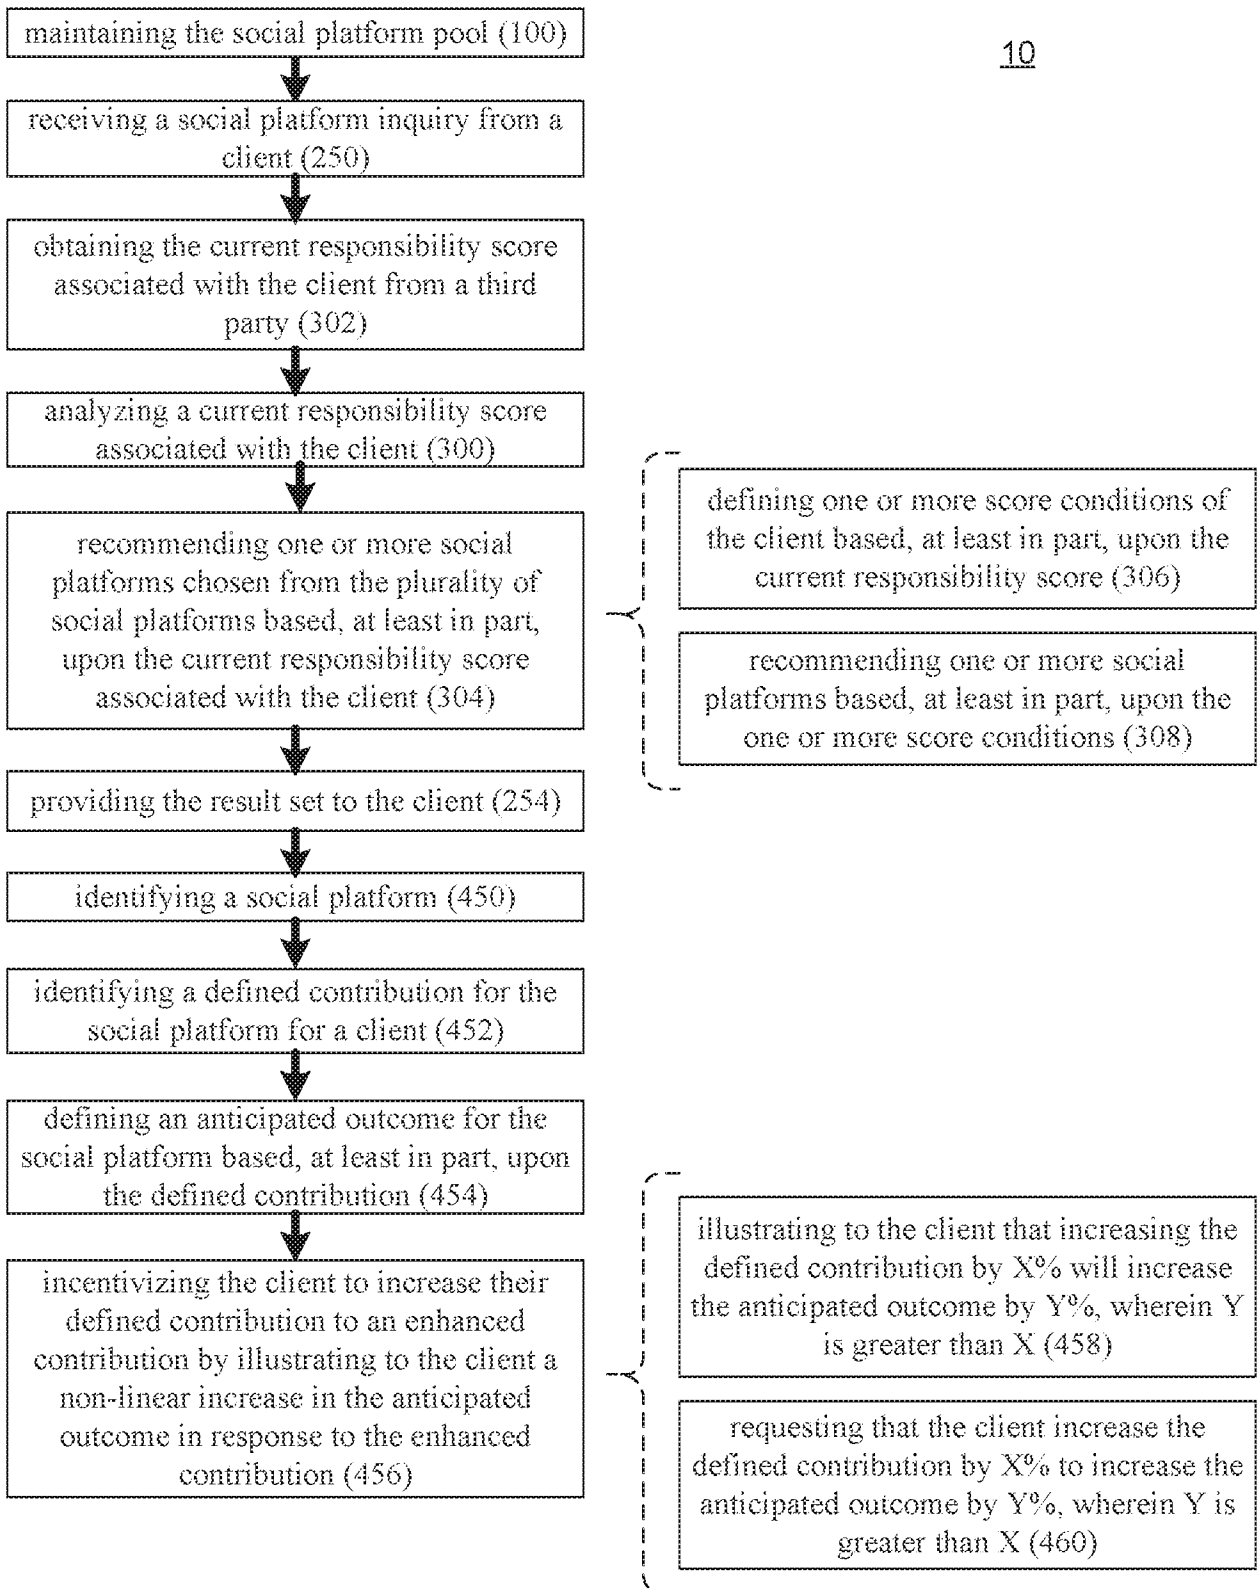 maintaining the social platform pool (100)
10
receiving a social platform inquiry from a
client (250)
obtaining the current responsibility score
associated with the client from a third
party (302)
analyzing a current responsibility score
associated with the client (300)
recommending one or more social
platforms chosen from the plurality of
social platforms based, at least in part,
upon the current responsibility score
associated with the client (304)
defining one or more score conditions of
the client based, at least in part, upon the
current responsibility score (306)
recommending one or more social
platforms based, at least in part, upon the
one or more score conditions (308)
providing the result set to the client (254)
identifying a social platform (450)
identifying a defined contribution for the
social platform for a client (452)
defining an anticipated outcome for the
social platform based, at least in part, upon
the defined contribution (454)
incentivizing the client to increase their
defined contribution to an enhanced
contribution by illustrating to the client a
non-linear increase in the anticipated
outcome in response to the enhanced
contribution (456)
illustrating to the client that increasing the
defined contribution by X% will increase
the anticipated outcome by Y%, wherein Y
is greater than X (458)
requesting that the client increase the
defined contribution by X% to increase the
anticipated outcome by Y%, wherein Y is
greater than X (460)